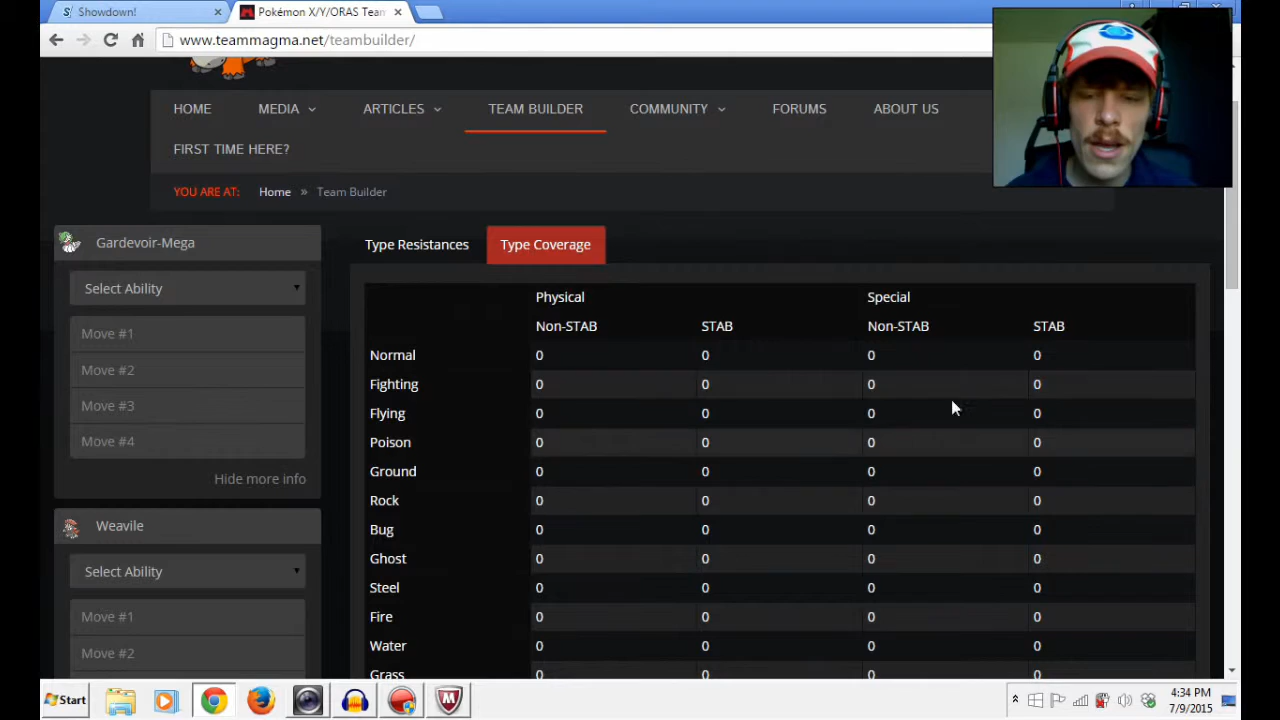 Showdown!
Pokémon X/Y/ORAS Team
www.teammagma.net/teambuilder/
HOME MEDIA ARTICLES TEAM BUILDER COMMUNITY FORUMS ABOUT US
FIRST TIME HERE?
YOU ARE AT: Home » Team Builder
Gardevoir-Mega
Select Ability
Move #1
Move #2
Move #3
Move #4
Hide more info
Weavile
Select Ability
Move #1
Move #2
Type Resistances Type Coverage
Physical Special
Non-STAB STAB Non-STAB STAB
Normal 0 0 0 0
Fighting 0 0 0 0
Flying 0 0 0 0
Poison 0 0 0 0
Ground 0 0 0 0
Rock 0 0 0 0
Bug 0 0 0 0
Ghost 0 0 0 0
Steel 0 0 0 0
Fire 0 0 0 0
Water 0 0 0 0
Grass 0 0 0 0
Start
4:34 PM
7/9/2015